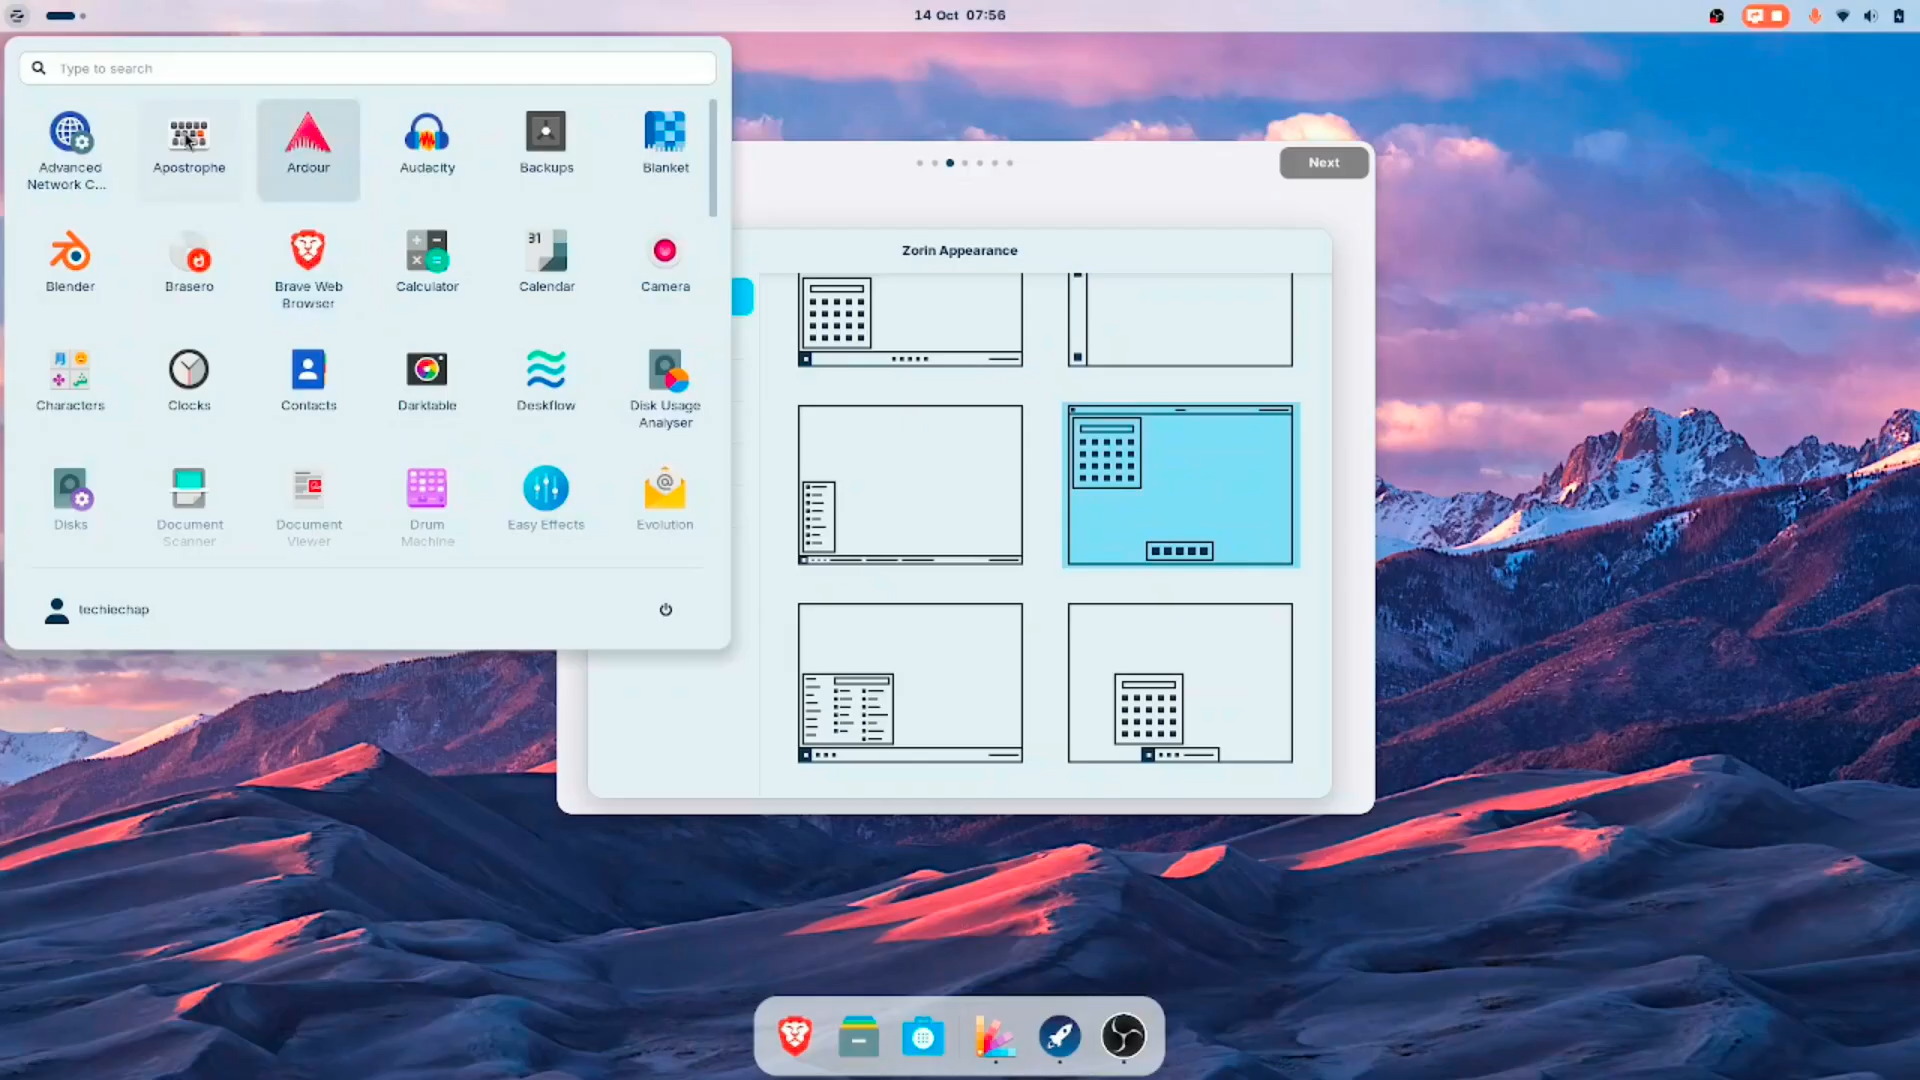 14 Oct 07:56
Type to search
Advanced
Network C...
Apostrophe
Ardour
Audacity
Backups
Blanket
Blender
Brasero
Brave Web
Browser
Calculator
31
Calendar
Camera
Characters
Clocks
Contacts
Darktable
Deskflow
Disk Usage
Analyser
Disks
Document
Scanner
Document
Viewer
Drum
Machine
Easy Effects
Evolution
techiechap
Next
Zorin Appearance